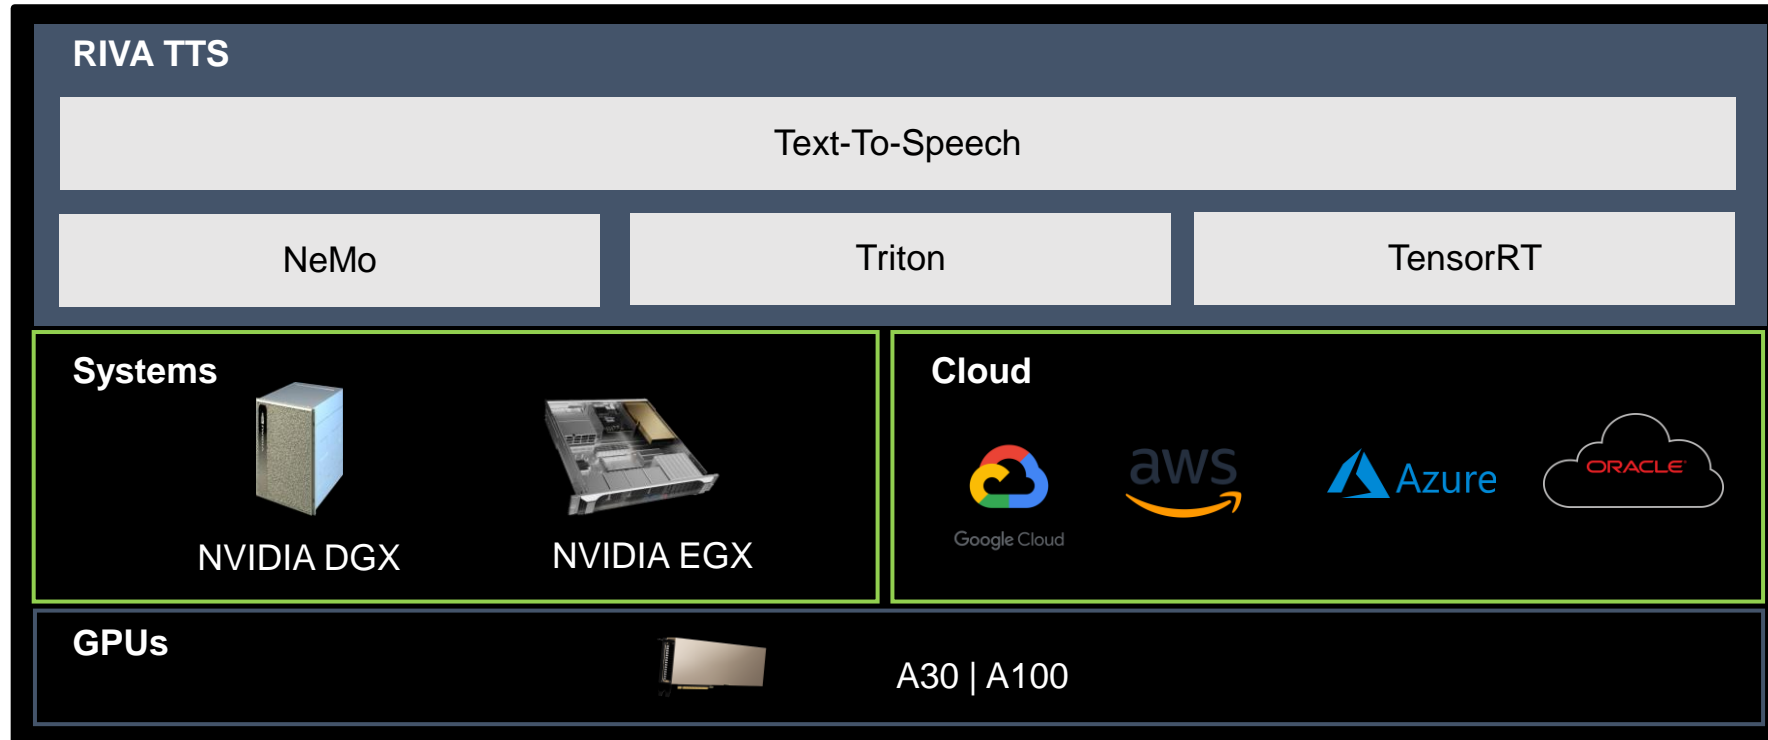 RIVA TTS
Text-To-Speech
NeMo
Triton
TensorRT
Systems
NVIDIA DGX
NVIDIA EGX
Cloud
Google Cloud
aws
Azure
ORACLE
GPUs
A30 | A100